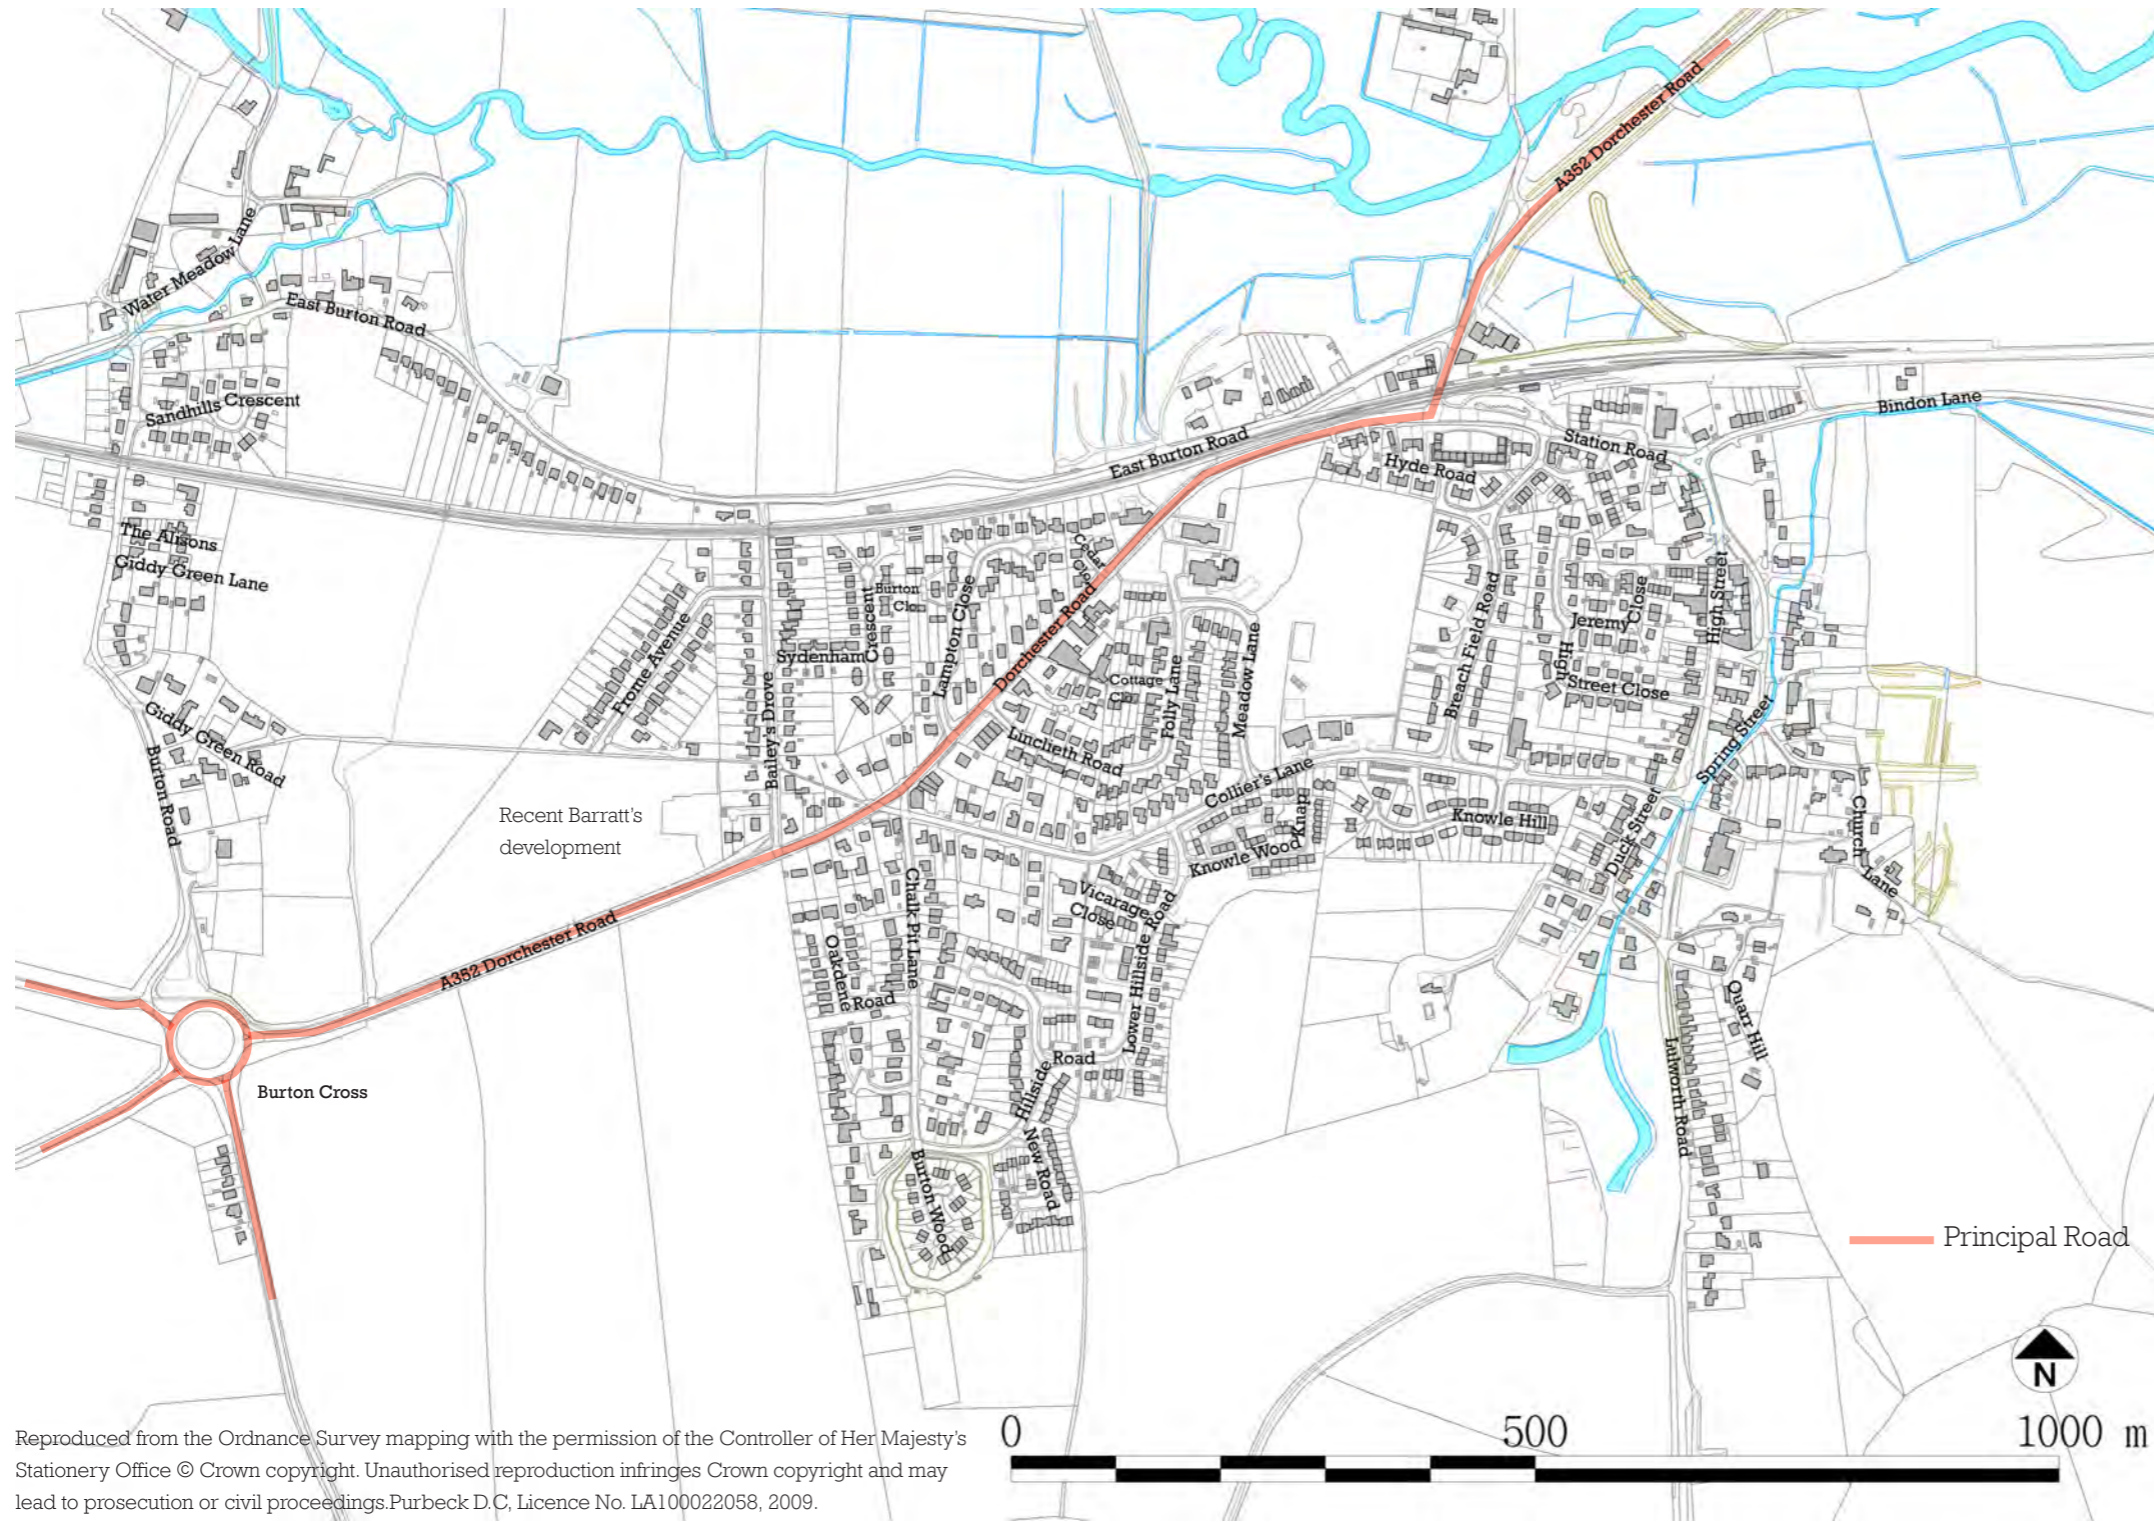 A352 Dorchester Road
Water Meadow Lane
East Burton Road
Sandhills Crescent
East Burton Road
Bindon Lane
Station Road
Hyde Road
The Alisons
Giddy Green Lane
Cedar
Clo
Burton
Clo
Crescent
Sydenham
Lampton Close
Frome Avenue
Bailey's Drove
Dorchester Road
Cottage
Clo
Folly Lane
Meadow Lane
Breach Field Road
Jeremy Close
High Street
High
Street Close
Giddy Green Road
Burton Road
Linclieth Road
Collier's Lane
Spring Street
Recent Barratt's
development
Knowle Hill
Knap
Knowle Wood
Duck Street
Church
Lane
Chalk Pit Lane
Vicarage
Close
Lower Hillside Road
A352 Dorchester Road
Oakdene Road
Quarr Hill
Lulworth Road
Hillside Road
Burton Cross
New Road
Burton Wood
Principal Road
N
0 500 1000 m
Reproduced from the Ordnance Survey mapping with the permission of the Controller of Her Majesty's
Stationery Office © Crown copyright. Unauthorised reproduction infringes Crown copyright and may
lead to prosecution or civil proceedings.Purbeck D.C, Licence No. LA100022058, 2009.